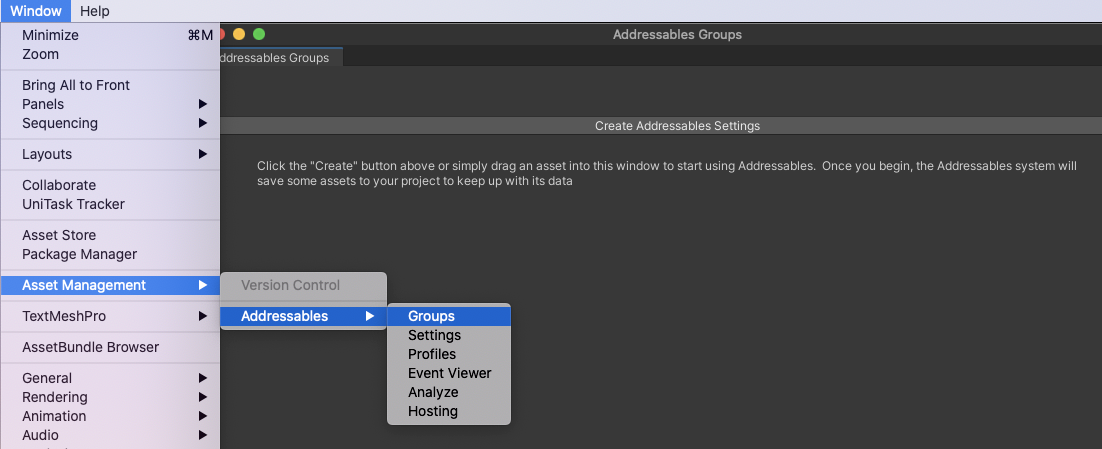 Window Help
Minimize ⌘M
Zoom
Bring All to Front
Panels
Sequencing
Layouts
Collaborate
UniTask Tracker
Asset Store
Package Manager
Asset Management
TextMeshPro
AssetBundle Browser
General
Rendering
Animation
Audio
Version Control
Addressables
Groups
Settings
Profiles
Event Viewer
Analyze
Hosting
Addressables Groups
ddressables Groups
Create Addressables Settings
Click the "Create" button above or simply drag an asset into this window to start using Addressables.  Once you begin, the Addressables system will
save some assets to your project to keep up with its data